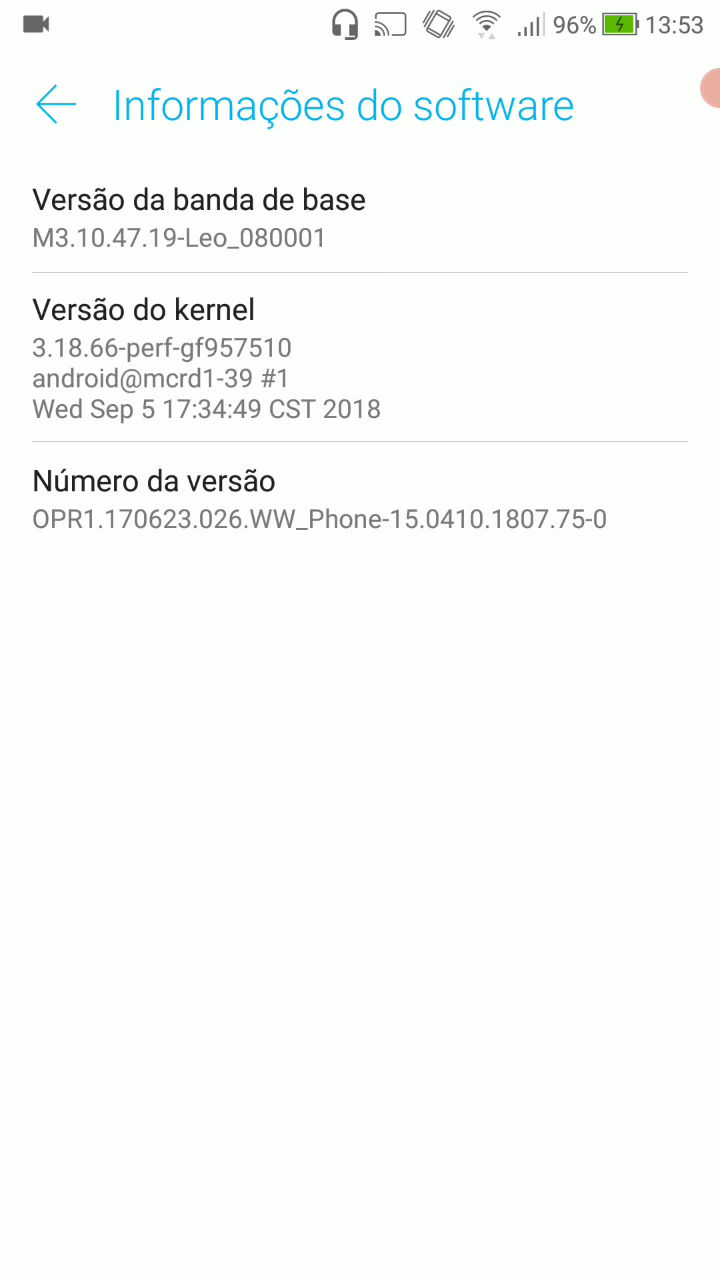 96% 13:53
Informações do software
Versão da banda de base
M3.10.47.19-Leo_080001
Versão do kernel
3.18.66-perf-gf957510
android@mcrd1-39 #1
Wed Sep 5 17:34:49 CST 2018
Número da versão
OPR1.170623.026.WW_Phone-15.0410.1807.75-0